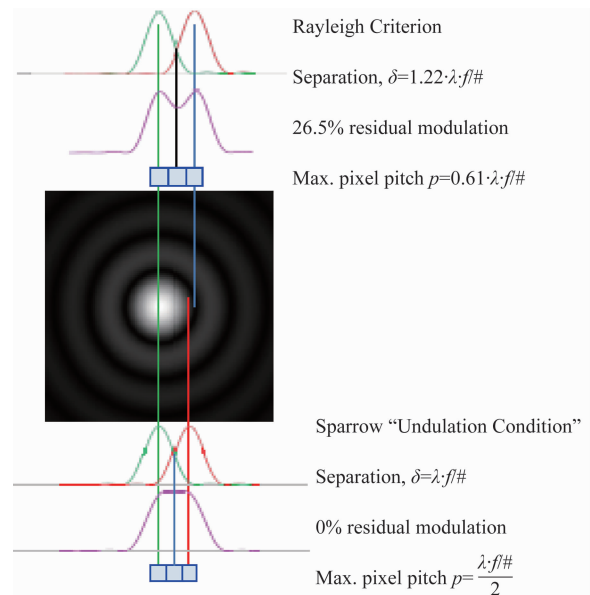 Rayleigh Criterion
Separation, δ=1.22·λ·f/#
26.5% residual modulation
Max. pixel pitch p=0.61·λ·f/#
Sparrow “Undulation Condition”
Separation, δ=λ·f/#
0% residual modulation
Max. pixel pitch p=λ·f/#/2